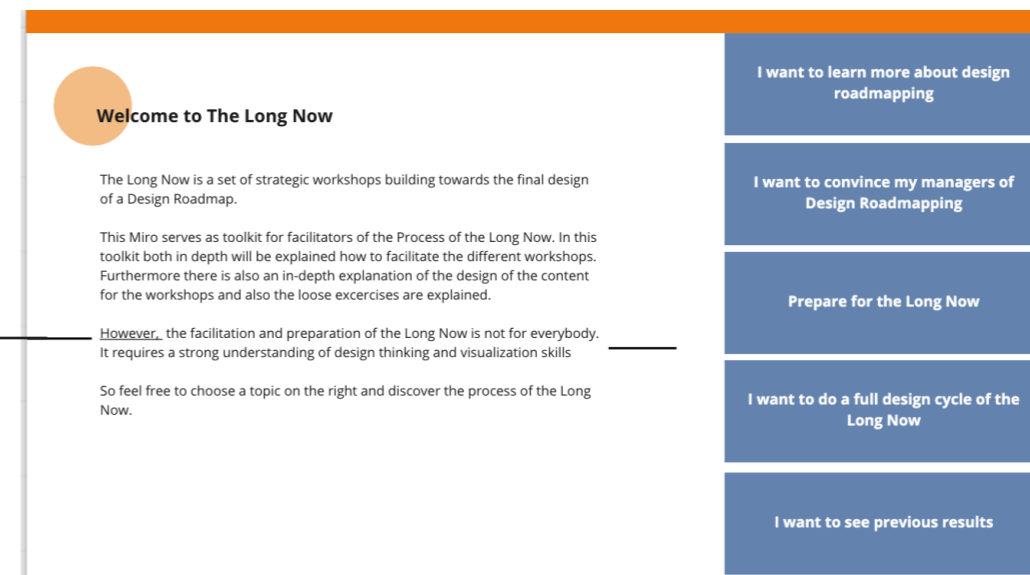 Welcome to The Long Now
The Long Now is a set of strategic workshops building towards the final design
of a Design Roadmap.
This Miro serves as toolkit for facilitators of the Process of the Long Now. In this
toolkit both in depth will be explained how to facilitate the different workshops.
Furthermore there is also an in-depth explanation of the design of the content
for the workshops and also the loose excercises are explained.
However, the facilitation and preparation of the Long Now is not for everybody.
It requires a strong understanding of design thinking and visualization skills
So feel free to choose a topic on the right and discover the process of the Long
Now.
I want to learn more about design
roadmapping
I want to convince my managers of
Design Roadmapping
Prepare for the Long Now
I want to do a full design cycle of the
Long Now
I want to see previous results